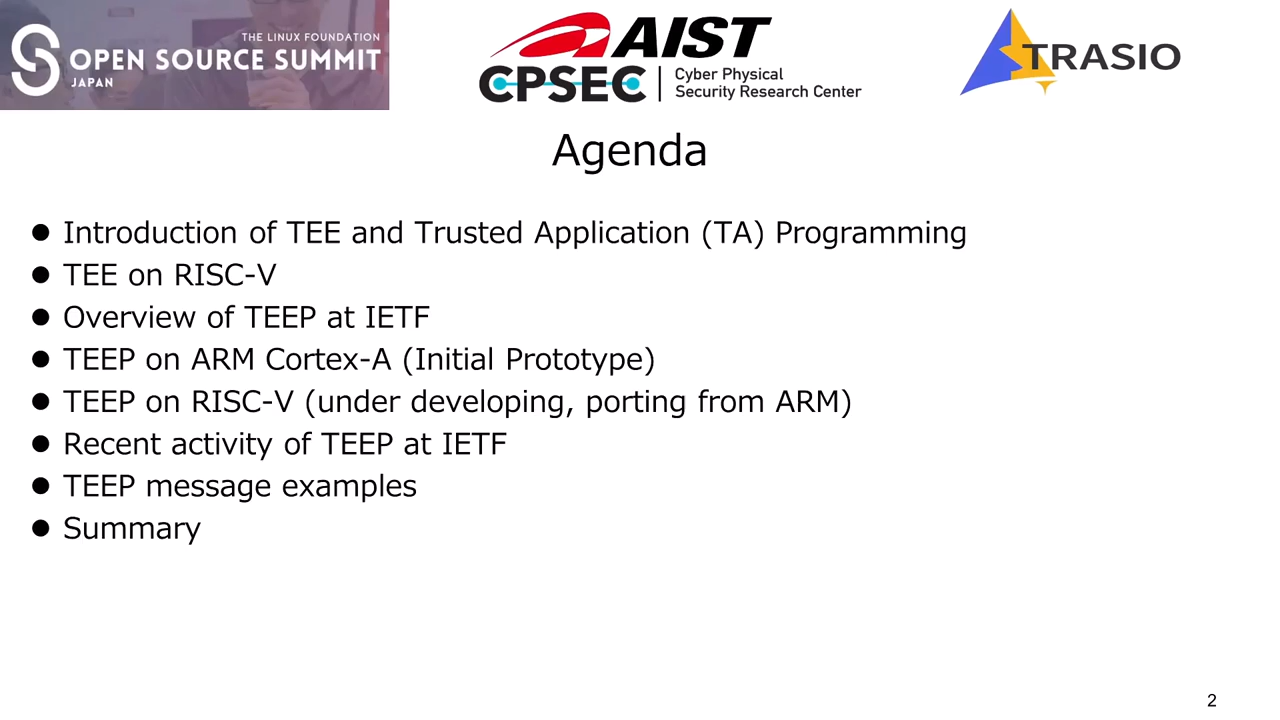 THE LINUX FOUNDATION
OPEN SOURCE SUMMIT
JAPAN
AIST
CPSEC
Cyber Physical
Security Research Center
TRASIO
Agenda
● Introduction of TEE and Trusted Application (TA) Programming
● TEE on RISC-V
● Overview of TEEP at IETF
● TEEP on ARM Cortex-A (Initial Prototype)
● TEEP on RISC-V (under developing, porting from ARM)
● Recent activity of TEEP at IETF
● TEEP message examples
● Summary
2